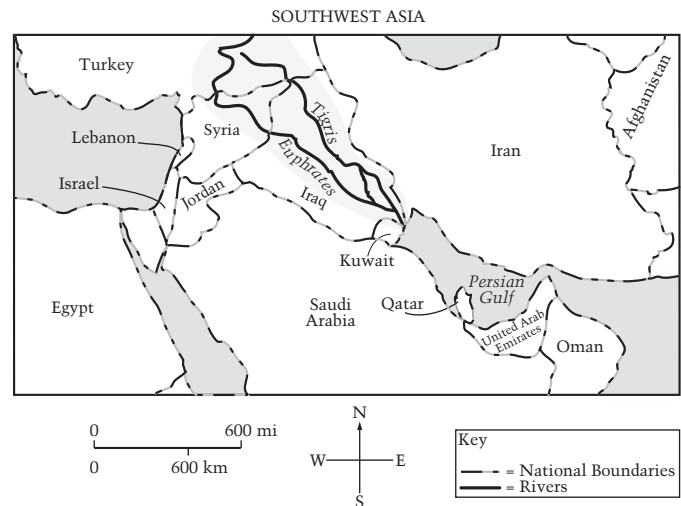 SOUTHWEST ASIA
Turkey
Afghanistan
Lebanon
Syria
Tigris
Iran
Israel
Jordan
Euphrates
Iraq
Kuwait
Egypt
Saudi
Arabia
Qatar
Persian
Gulf
United Arab
Emirates
Oman
0 600 mi
0 600 km
N
W E
S
Key
= National Boundaries
= Rivers